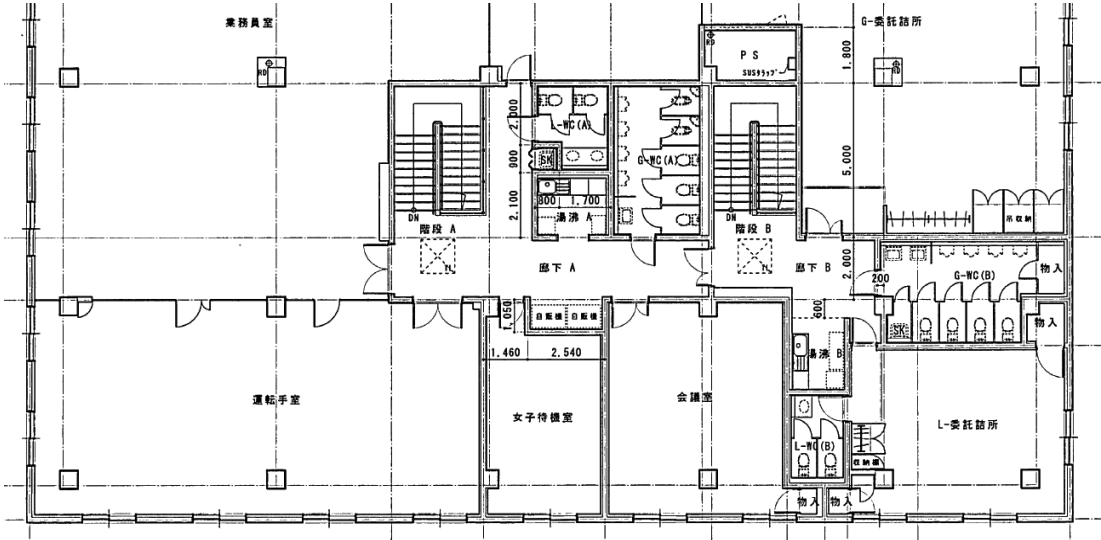 業務員室
G-委託詰所
RD
PS
SUSﾀﾗｯﾌﾟ
RD
RD
1.800
2.000
L-WC(A)
900
SK
G-WC(A)
5.000
2.100
800
1.700
湯沸 A
DN
階段 A
DN
階段 B
吊収納
廊下 A
廊下 B
2.000
200
G-WC(B)
物入
1.050
自販機
自販機
600
SK
物入
1.460
2.540
湯沸 B
運転手室
女子待機室
会議室
L-WC(B)
L-委託詰所
収納棚
物入
物入